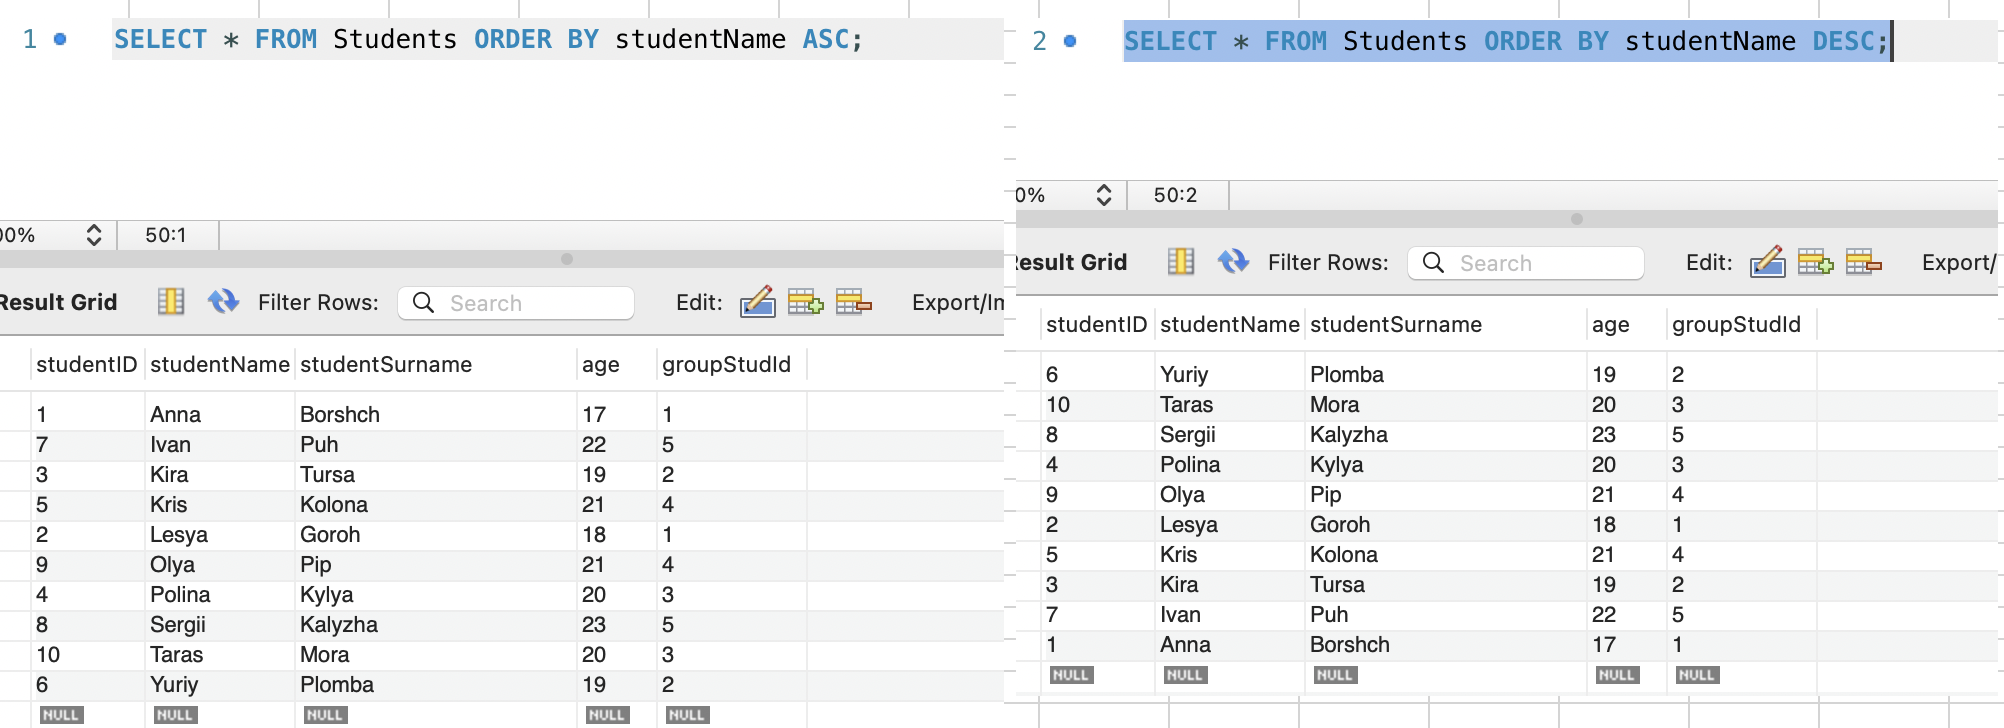 1 SELECT * FROM Students ORDER BY studentName ASC;
00% 50:1
Result Grid Filter Rows: Search Edit: Export/Im
studentID studentName studentSurname age groupStudId
1 Anna Borshch 17 1
7 Ivan Puh 22 5
3 Kira Tursa 19 2
5 Kris Kolona 21 4
2 Lesya Goroh 18 1
9 Olya Pip 21 4
4 Polina Kylya 20 3
8 Sergii Kalyzha 23 5
10 Taras Mora 20 3
6 Yuriy Plomba 19 2
NULL NULL NULL NULL NULL
2 SELECT * FROM Students ORDER BY studentName DESC;
0% 50:2
Result Grid Filter Rows: Search Edit: Export/
studentID studentName studentSurname age groupStudId
6 Yuriy Plomba 19 2
10 Taras Mora 20 3
8 Sergii Kalyzha 23 5
4 Polina Kylya 20 3
9 Olya Pip 21 4
2 Lesya Goroh 18 1
5 Kris Kolona 21 4
3 Kira Tursa 19 2
7 Ivan Puh 22 5
1 Anna Borshch 17 1
NULL NULL NULL NULL NULL